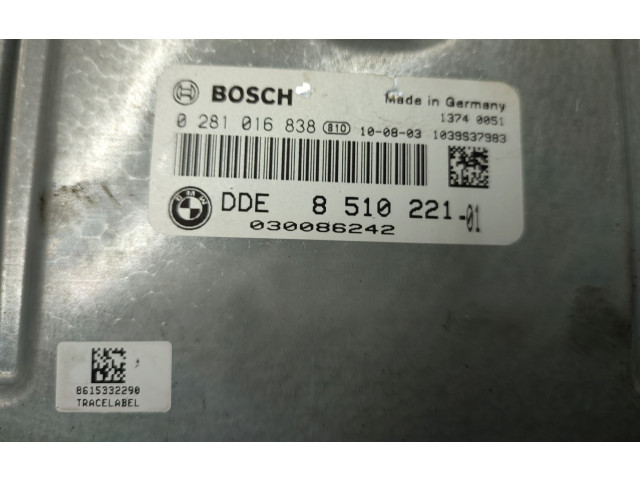 BOSCH
Made in Germany
1374 0051
0 281 016 838 810 10-08-03 1039S37983
BMW
DDE 8 510 221-01
030086242
8615332290
TRACELABEL